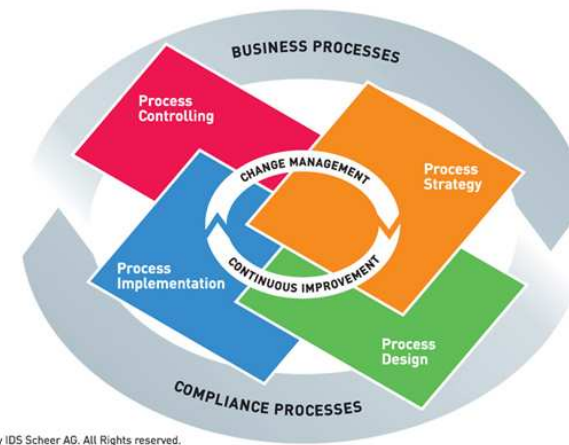 BUSINESS PROCESSES
Process
Controlling
CHANGE MANAGEMENT
Process
Strategy
Process
Implementation
CONTINUOUS IMPROVEMENT
Process
Design
COMPLIANCE PROCESSES
IDS Scheer AG. All Rights reserved.